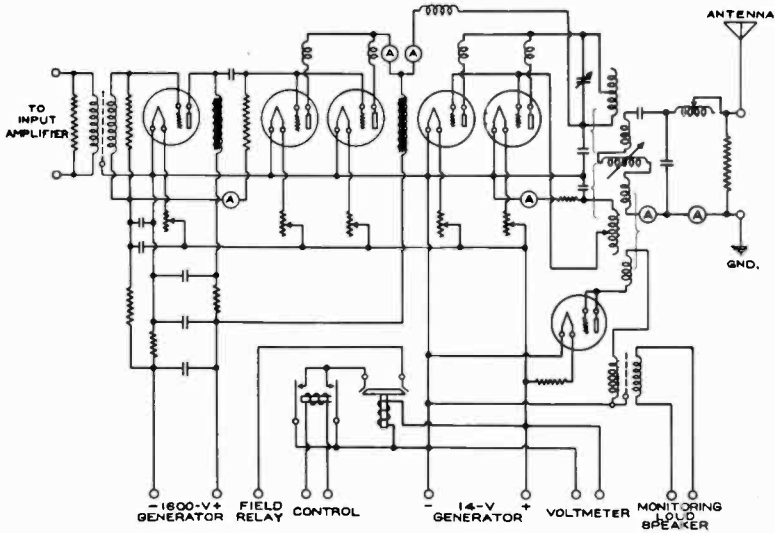 ANTENNA
TO
INPUT
AMPLIFIER
A
A
A
A
A
A
GND.
-1600-V+
GENERATOR
FIELD
RELAY
CONTROL
- 14-V +
GENERATOR
VOLTMETER
MONITORING
LOUD
SPEAKER